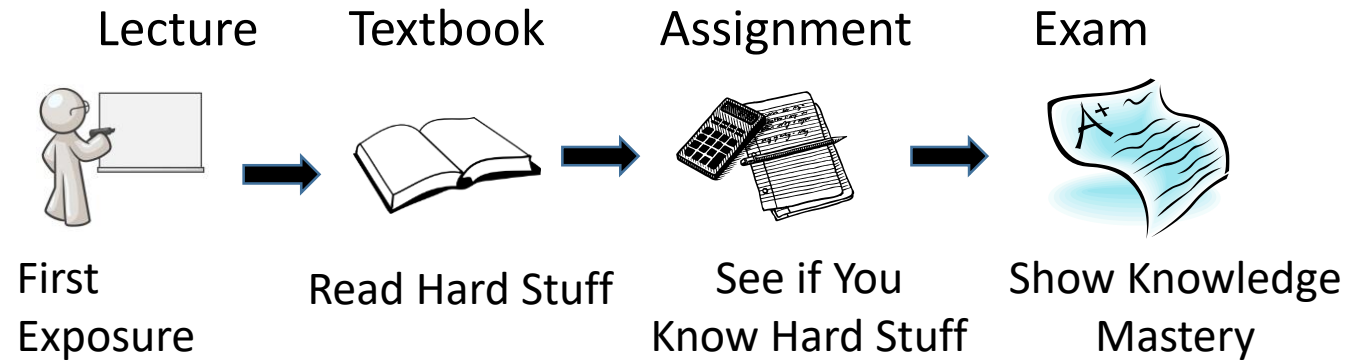 Lecture
Textbook
Assignment
Exam
A+
First
Exposure
Read Hard Stuff
See if You
Know Hard Stuff
Show Knowledge
Mastery